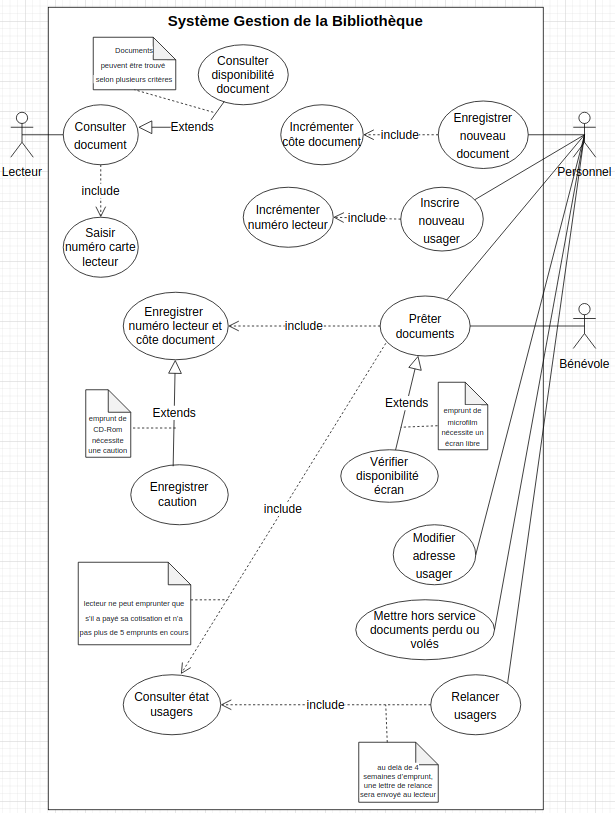 Système Gestion de la Bibliothèque
Documents
peuvent être trouvé
selon plusieurs critères
Consulter
disponibilité
document
Extends
Consulter
document
Lecteur
include
Saisir
numéro carte
lecteur
Incrémenter
côte document
include
Enregistrer
nouveau
document
Personnel
Incrémenter
numéro lecteur
include
Inscrire
nouveau
usager
Enregistrer
numéro lecteur et
côte document
include
Prêter
documents
Bénévole
Extends
emprunt de
CD-Rom
nécessite
une caution
Enregistrer
caution
Extends
emprunt de
microfilm
nécessite un
écran libre
Vérifier
disponibilité
écran
include
Modifier
adresse
usager
lecteur ne peut emprunter que
s'il a payé sa cotisation et n'a
pas plus de 5 emprunts en cours
Mettre hors service
documents perdu ou
volés
Consulter état
usagers
include
Relancer
usagers
au delà de 4
semaines d'emprunt,
une lettre de relance
sera envoyé au lecteur